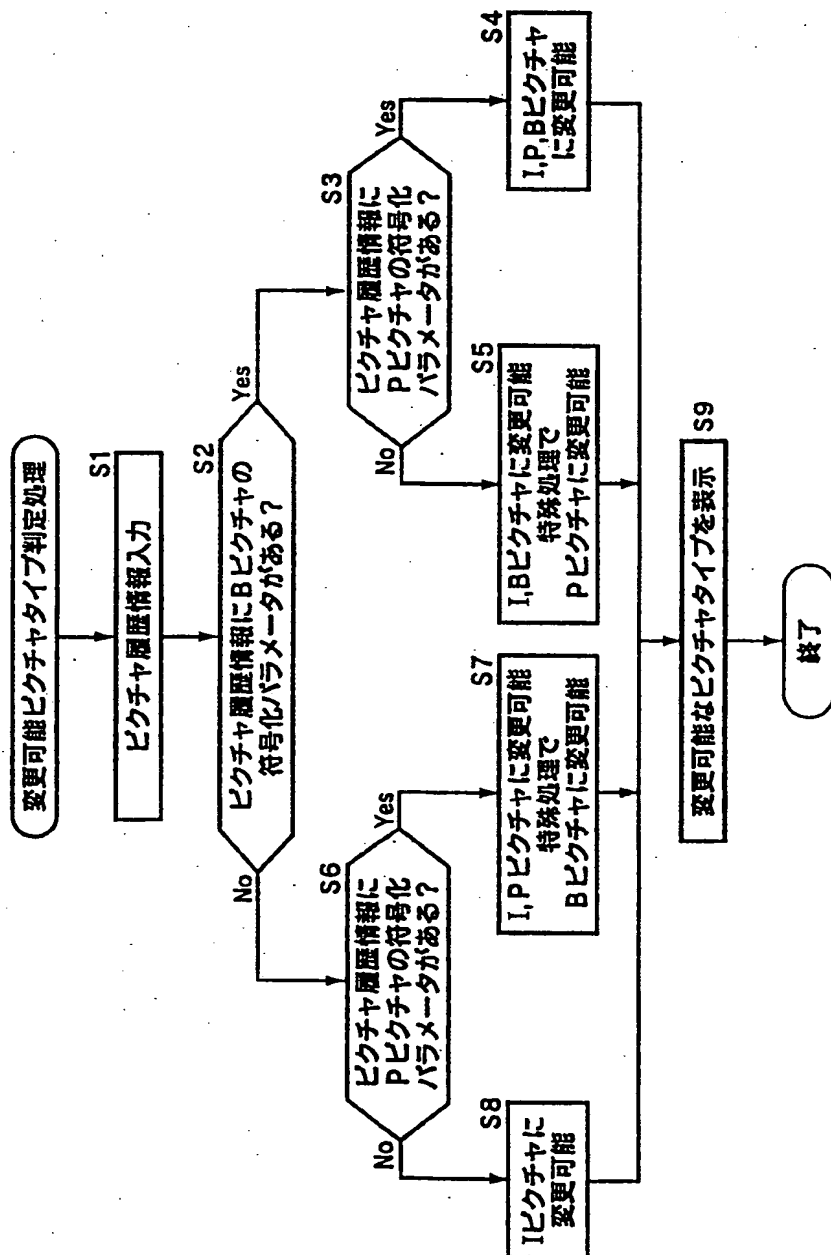 変更可能ピクチャタイプ判定処理
S1
ピクチャ履歴情報入力
S2
ピクチャ履歴情報にBピクチャの
符号化パラメータがある?
No
Yes
S6
ピクチャ履歴情報に
Pピクチャの符号化
パラメータがある?
No
Yes
S3
ピクチャ履歴情報に
Pピクチャの符号化
パラメータがある?
No
Yes
S8
Iピクチャに
変更可能
S7
I,Pピクチャに変更可能
特殊処理で
Bピクチャに変更可能
S5
I,Bピクチャに変更可能
特殊処理で
Pピクチャに変更可能
S4
I,P,Bピクチャ
に変更可能
S9
変更可能なピクチャタイプを表示
終了